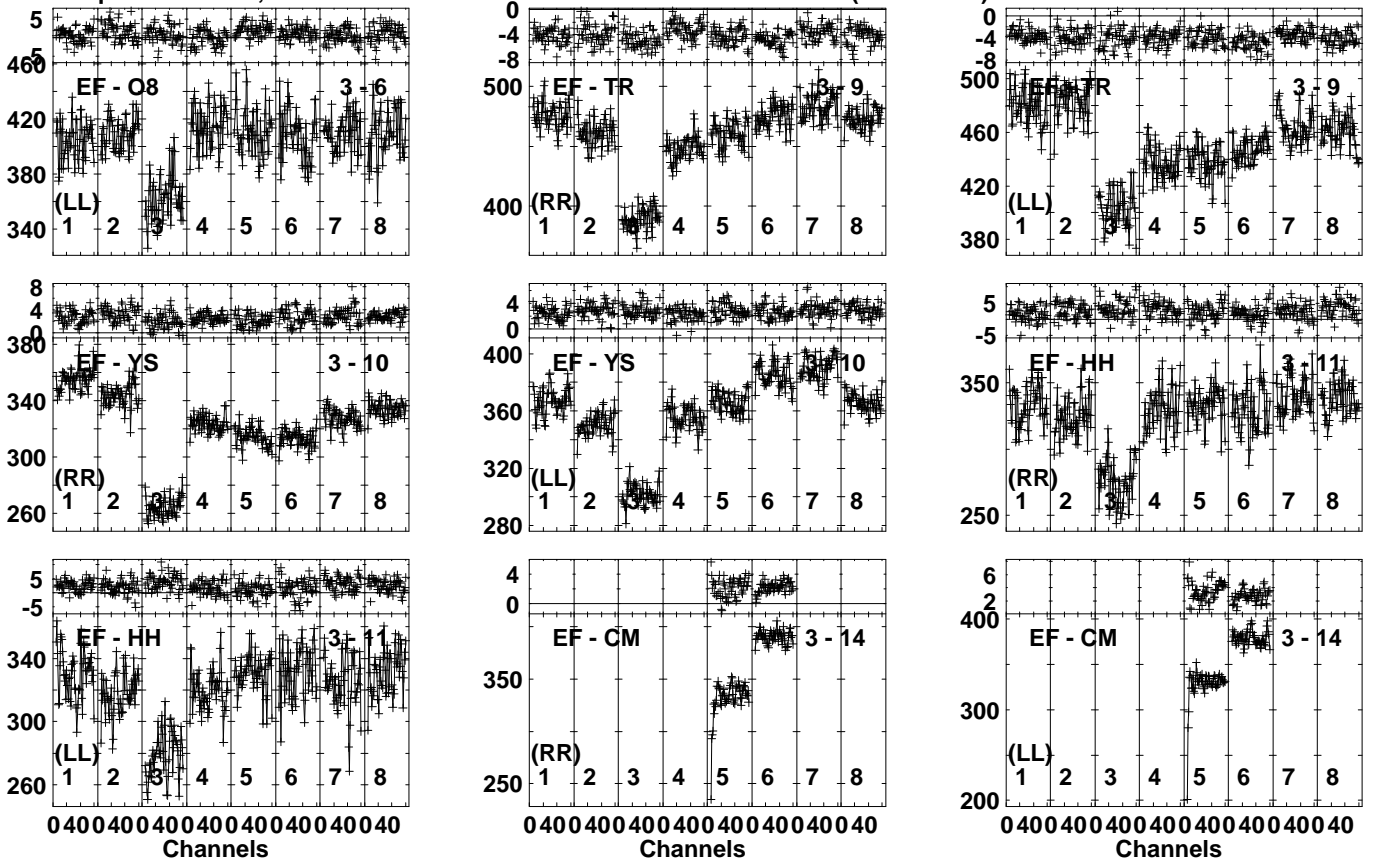 5
5
460
EF - O8 3 - 6
420
380
340
(LL)
1 2 3 4 5 6 7 8
0
-4
-8
EF - TR 3 - 9
500
400
(RR)
1 2 3 4 5 6 7 8
0
-4
-8
500
EF - TR 3 - 9
460
420
380
(LL)
1 2 3 4 5 6 7 8
8
4
0
380
EF - YS 3 - 10
340
300
260
(RR)
1 2 3 4 5 6 7 8
4
0
400
EF - YS 3 - 10
360
320
280
(LL)
1 2 3 4 5 6 7 8
5
-5
EF - HH 3 - 11
350
250
(RR)
1 2 3 4 5 6 7 8
5
-5
EF - HH 3 - 11
340
300
260
(LL)
1 2 3 4 5 6 7 8
0 40 0 40 0 40 0 40 0 40 0 40 0 40 0 40
Channels
4
0
EF - CM 3 - 14
350
250
(RR)
1 2 3 4 5 6 7 8
0 40 0 40 0 40 0 40 0 40 0 40 0 40 0 40
Channels
6
2
400
EF - CM 3 - 14
300
200
(LL)
1 2 3 4 5 6 7 8
0 40 0 40 0 40 0 40 0 40 0 40 0 40 0 40
Channels